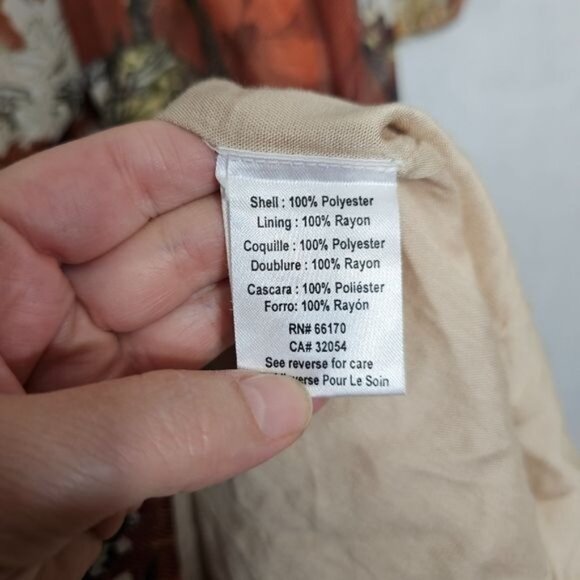 Shell : 100% Polyester
Lining : 100% Rayon
Coquille : 100% Polyester
Doublure : 100% Rayon
Cascara : 100% Poliéster
Forro: 100% Rayón
RN# 66170
CA# 32054
See reverse for care
Pour Le Soin